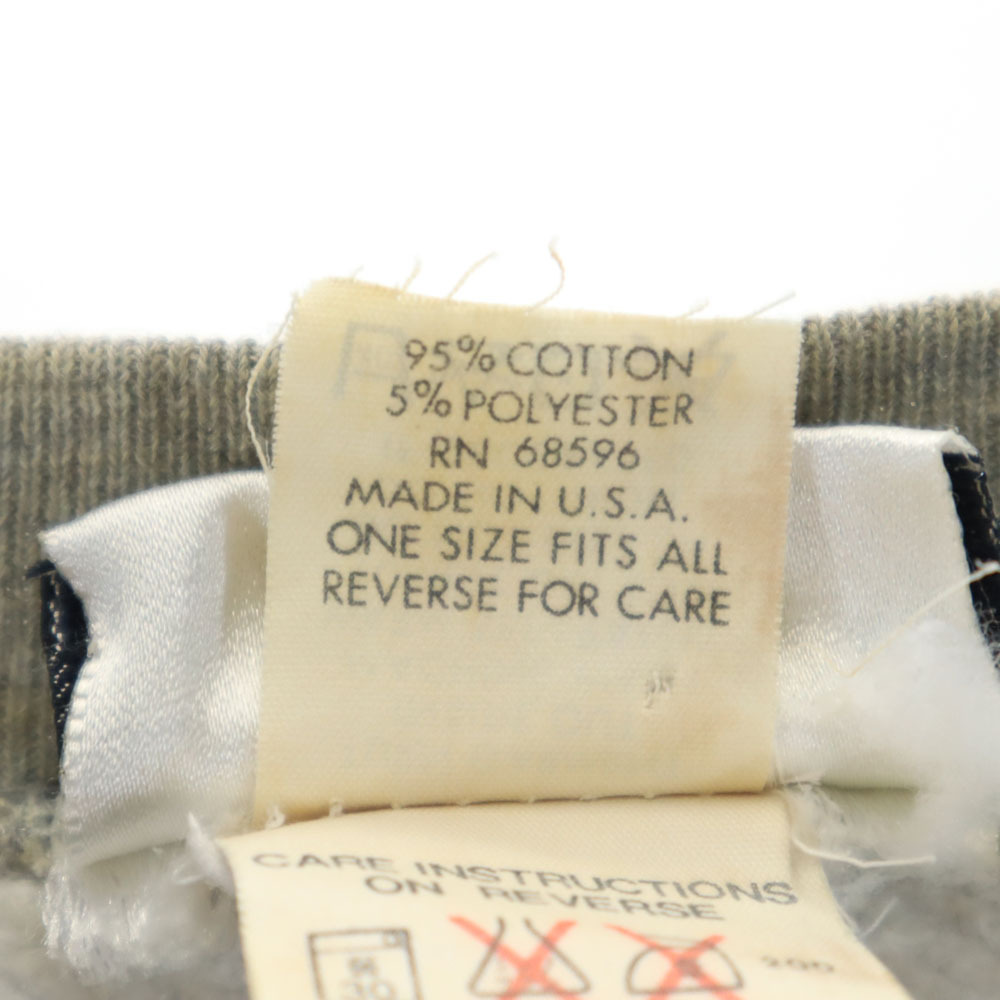 95% COTTON
5% POLYESTER
RN 68596
MADE IN U.S.A.
ONE SIZE FITS ALL
REVERSE FOR CARE
CARE INSTRUCTIONS
ON REVERSE